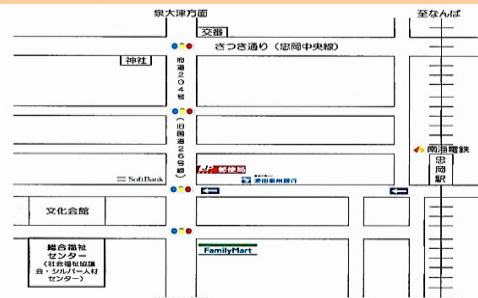 泉大津方面
至なんば
交番
さつき通り（忠岡中央線）
神社
府道204号
（旧国道26号線）
南海電鉄
忠岡駅
郵便局
SoftBank
池田泉州銀行
文化会館
総合福祉
センター
（社会福祉協議
会・シルバー人材
センター）
FamilyMart